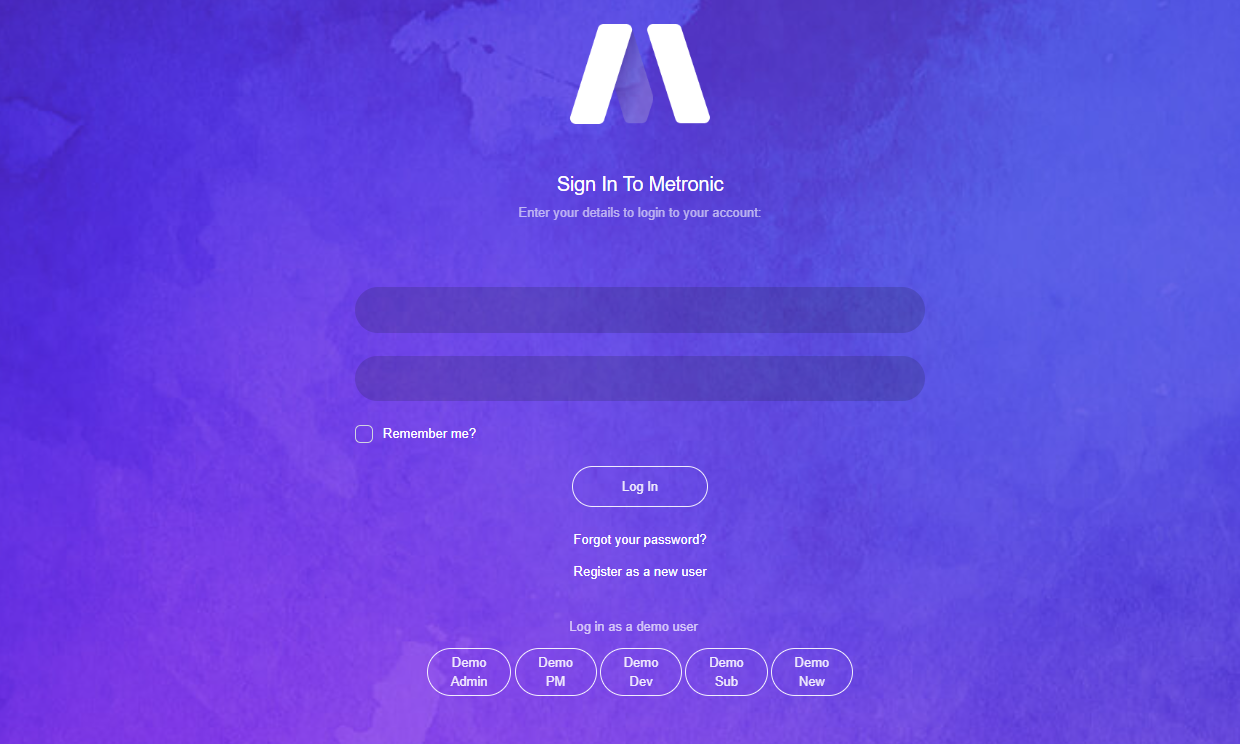 Sign In To Metronic
Enter your details to login to your account:
Remember me?
Log In
Forgot your password?
Register as a new user
Log in as a demo user
Demo Admin
Demo PM
Demo Dev
Demo Sub
Demo New